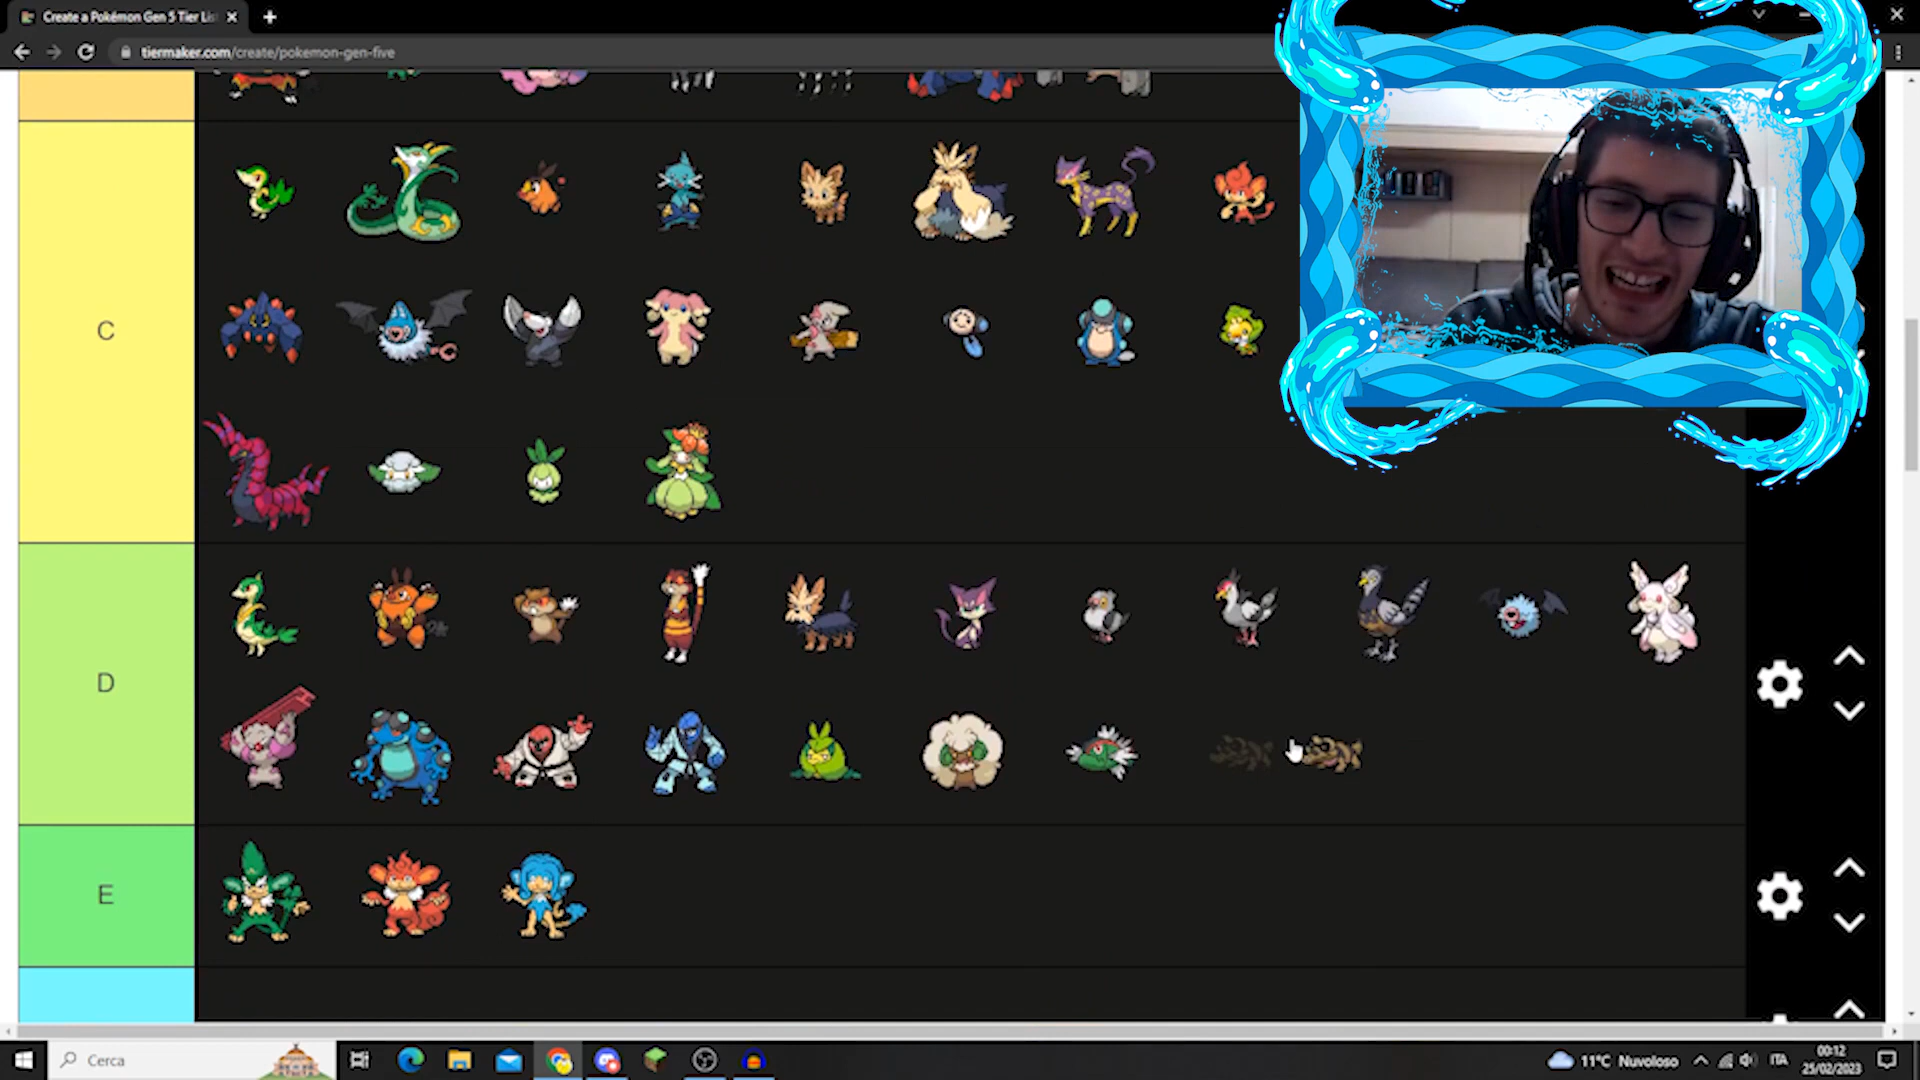 Create a Pokémon Gen 5 Tier Lis
tiermaker.com/create/pokemon-gen-five
C
D
E
Cerca
11°C Nuvoloso
ITA
00:12
25/02/2023